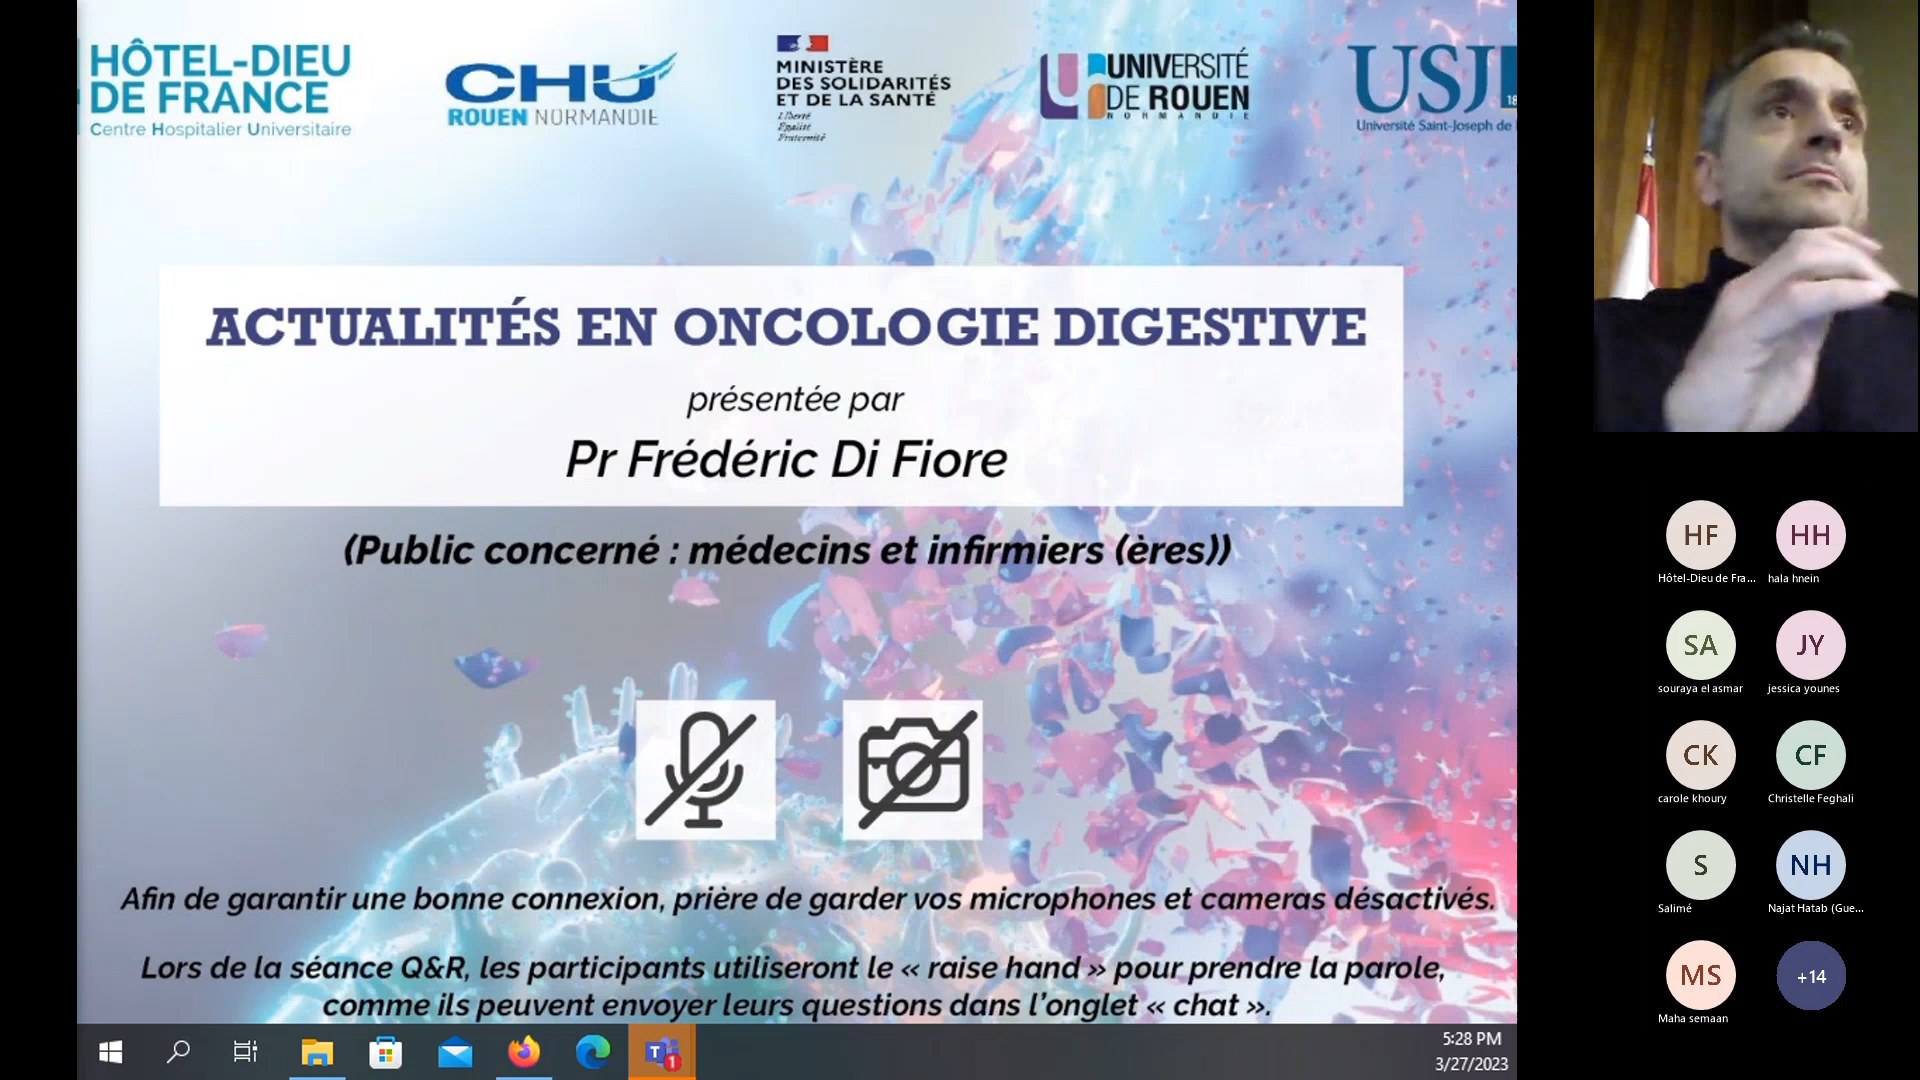 HÔTEL-DIEU
DE FRANCE
Centre Hospitalier Universitaire
CHU
ROUEN NORMANDIE
MINISTÈRE
DES SOLIDARITÉS
ET DE LA SANTÉ
Liberté
Égalité
Fraternité
UNIVERSITÉ
DE ROUEN
NORMANDIE
USJ
18
Université Saint-Joseph de
ACTUALITÉS EN ONCOLOGIE DIGESTIVE
présentée par
Pr Frédéric Di Fiore
(Public concerné : médecins et infirmiers (ères))
Afin de garantir une bonne connexion, prière de garder vos microphones et cameras désactivés.
Lors de la séance Q&R, les participants utiliseront le « raise hand » pour prendre la parole,
comme ils peuvent envoyer leurs questions dans l’onglet « chat ».
T 1
5:28 PM
3/27/2023
HF
Hôtel-Dieu de Fra...
HH
hala hnein
SA
souraya el asmar
JY
jessica younes
CK
carole khoury
CF
Christelle Feghali
S
Salimé
NH
Najat Hatab (Gue...
MS
Maha semaan
+14